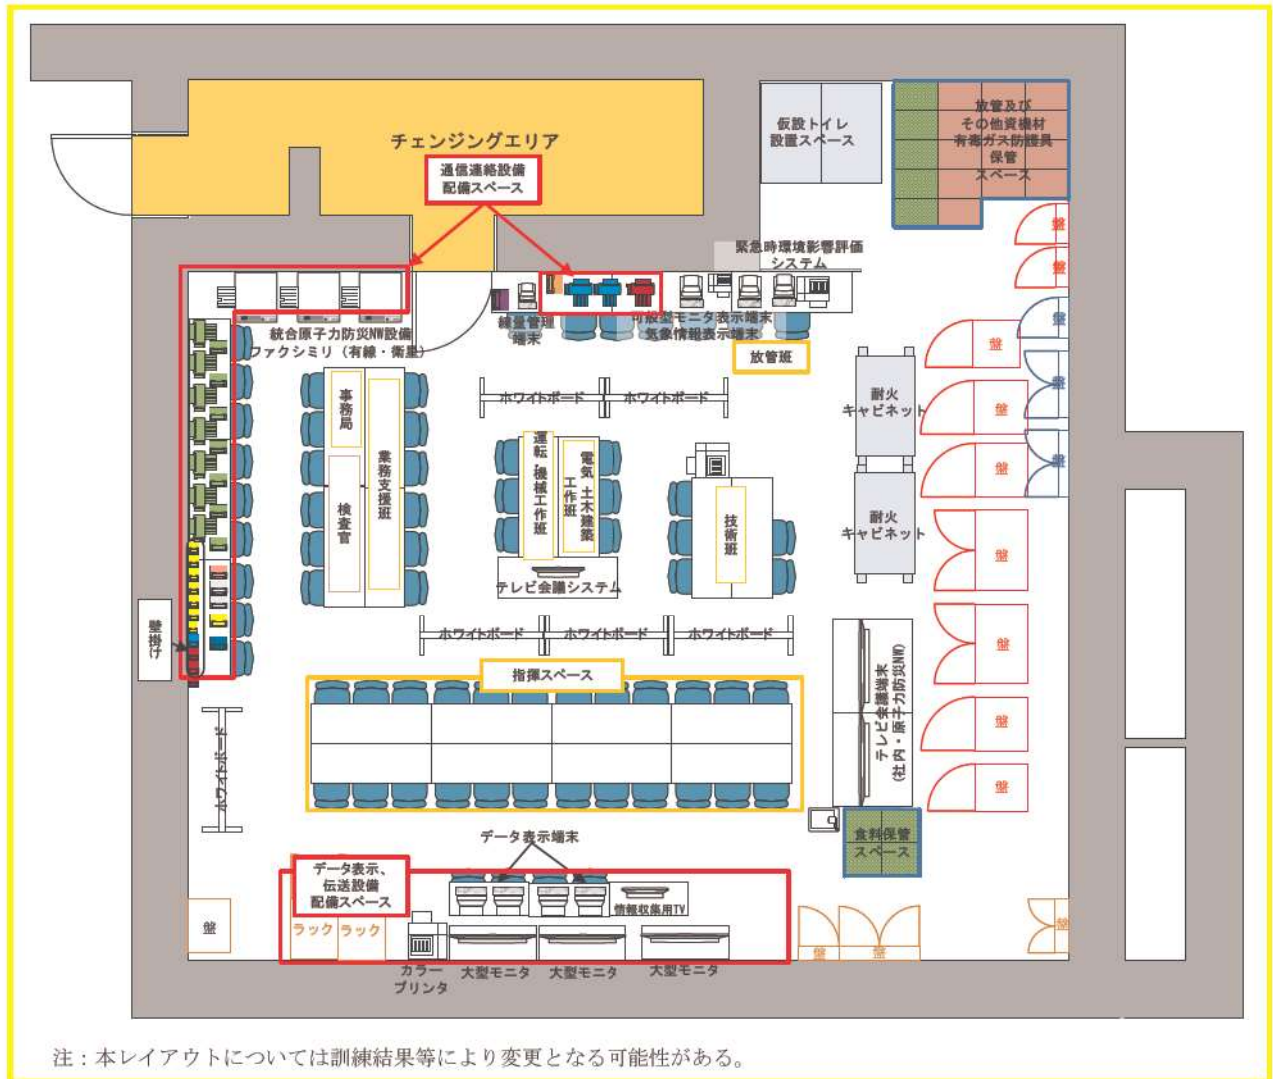 チェンジングエリア
通信連絡設備
配備スペース
仮設トイレ
設置スペース
放管及び
その他資機材
有毒ガス防護具
保管
スペース
盤
盤
盤
盤
盤
緊急時環境影響評価
システム
線量管理
端末
可搬型モニタ表示端末
気象情報表示端末
放管班
統合原子力防災NW設備
ファクシミリ（有線・衛星）
ホワイトボード
ホワイトボード
事務局
業務支援班
検査官
運転・機械工作班
電気・土木建築
工作班
テレビ会議システム
技術班
耐火
キャビネット
耐火
キャビネット
盤
盤
盤
盤
盤
盤
盤
壁掛け
ホワイトボード
ホワイトボード
ホワイトボード
指揮スペース
ホワイトボード
テレビ会議端末
(社内・原子力防災NW)
食料保管
スペース
データ表示端末
データ表示、
伝送設備
配備スペース
情報収集用TV
盤
ラック
ラック
カラー
プリンタ
大型モニタ
大型モニタ
大型モニタ
盤
盤
盤
注：本レイアウトについては訓練結果等により変更となる可能性がある。